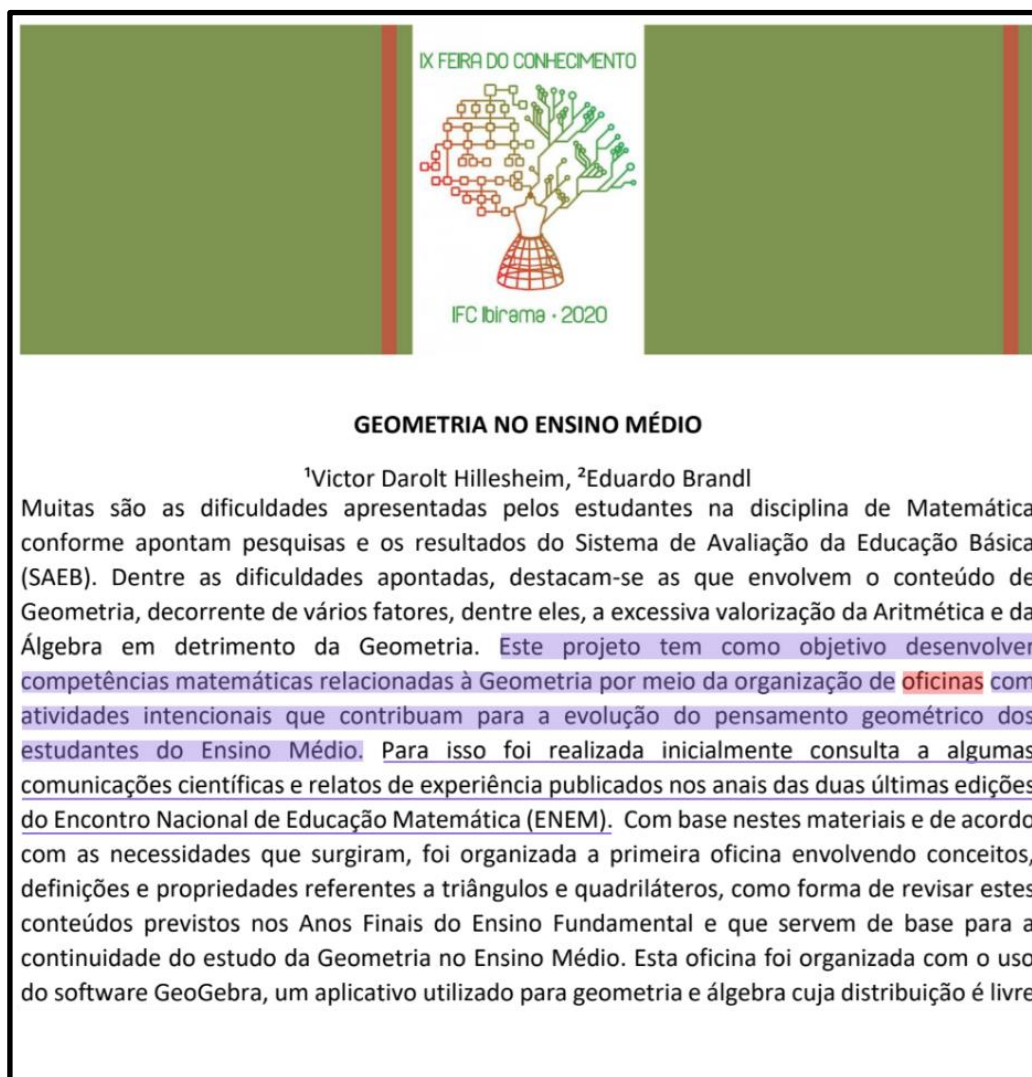 IX FEIRA DO CONHECIMENTO
IFC Ibirama · 2020
GEOMETRIA NO ENSINO MÉDIO
¹Victor Darolt Hillesheim, ²Eduardo Brandl
Muitas são as dificuldades apresentadas pelos estudantes na disciplina de Matemática
conforme apontam pesquisas e os resultados do Sistema de Avaliação da Educação Básica
(SAEB). Dentre as dificuldades apontadas, destacam-se as que envolvem o conteúdo de
Geometria, decorrente de vários fatores, dentre eles, a excessiva valorização da Aritmética e da
Álgebra em detrimento da Geometria. Este projeto tem como objetivo desenvolver
competências matemáticas relacionadas à Geometria por meio da organização de oficinas com
atividades intencionais que contribuam para a evolução do pensamento geométrico dos
estudantes do Ensino Médio. Para isso foi realizada inicialmente consulta a algumas
comunicações científicas e relatos de experiência publicados nos anais das duas últimas edições
do Encontro Nacional de Educação Matemática (ENEM). Com base nestes materiais e de acordo
com as necessidades que surgiram, foi organizada a primeira oficina envolvendo conceitos,
definições e propriedades referentes a triângulos e quadriláteros, como forma de revisar estes
conteúdos previstos nos Anos Finais do Ensino Fundamental e que servem de base para a
continuidade do estudo da Geometria no Ensino Médio. Esta oficina foi organizada com o uso
do software GeoGebra, um aplicativo utilizado para geometria e álgebra cuja distribuição é livre